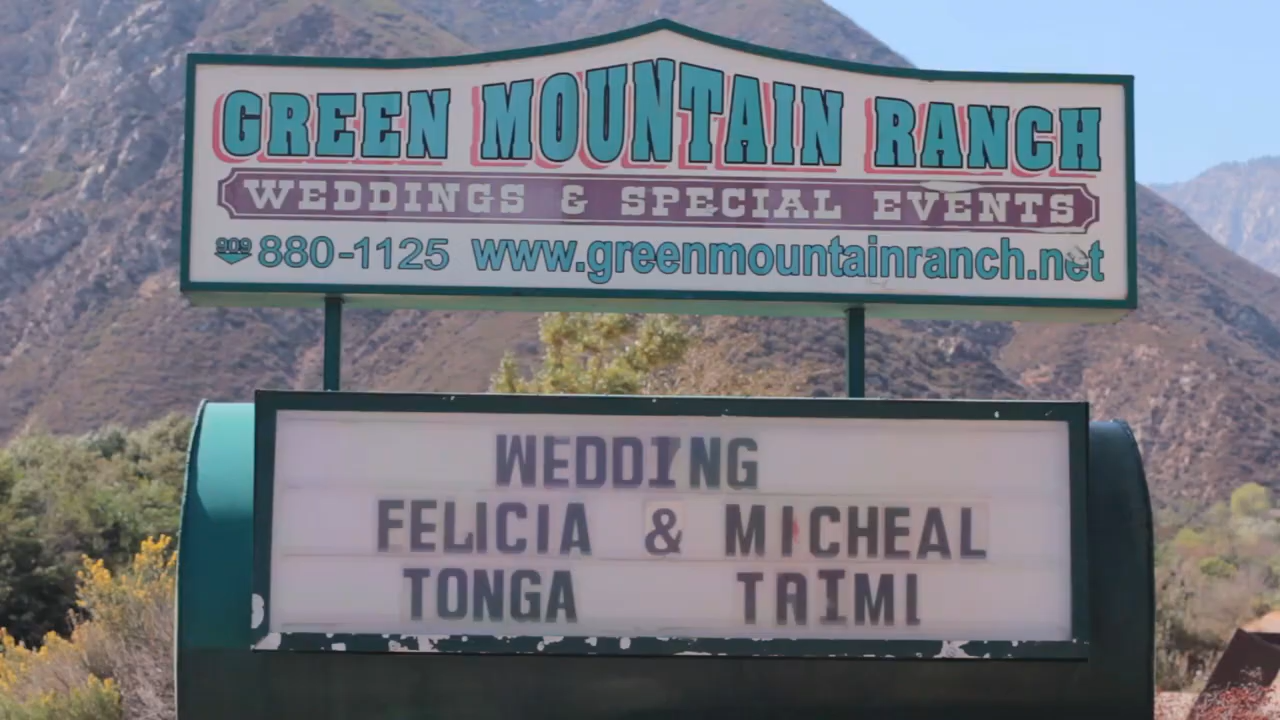 GREEN MOUNTAIN RANCH
WEDDINGS & SPECIAL EVENTS
909 880-1125 www.greenmountainranch.net
WEDDING
FELICIA & MICHEAL
TONGA TAIMI